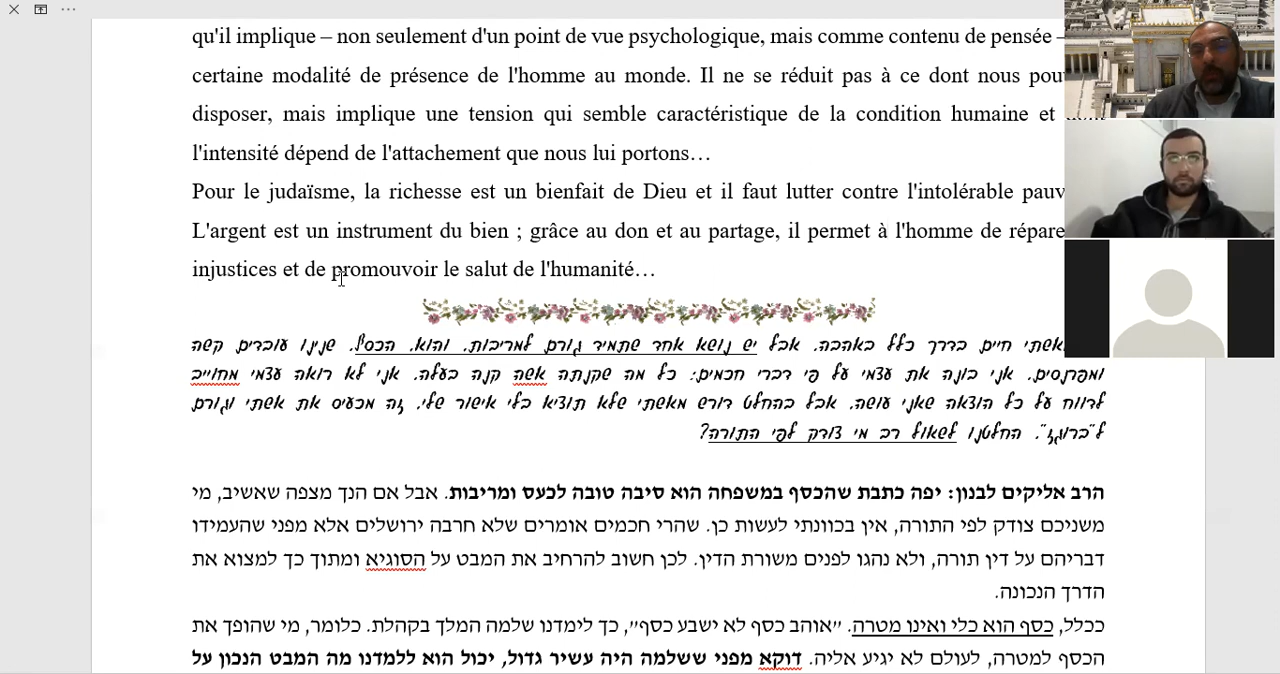 qu'il implique – non seulement d'un point de vue psychologique, mais comme contenu de pensée –
certaine modalité de présence de l'homme au monde. Il ne se réduit pas à ce dont nous pou
disposer, mais implique une tension qui semble caractéristique de la condition humaine et
l'intensité dépend de l'attachement que nous lui portons…
Pour le judaïsme, la richesse est un bienfait de Dieu et il faut lutter contre l'intolérable pauv
L'argent est un instrument du bien ; grâce au don et au partage, il permet à l'homme de répare
injustices et de promouvoir le salut de l'humanité…
אשתי חיים בדרך כלל באהבה. אבל יש נושא אחד שתמיד גורם למריבות. והוא, הכסף. שנינו עובדים קשה
ומפרנסים. אני בונה את עצמי על פי דברי חכמים: כל מה שקנתה אשה קנה בעלה. אני לא רואה עצמי מחוייב
לדווח על כל הוצאה שאני עושה. אבל בהחלט דורש מאשתי שלא תוציא בלי אישור שלי. זה מכעיס את אשתי וגורם
ל"ברוגז". החלטנו לשאול רב מי צודק לפי התורה?
הרב אליקים לבנון: יפה כתבת שהכסף במשפחה הוא סיבה טובה לכעס ומריבות. אבל אם הנך מצפה שאשיב, מי
משניכם צודק לפי התורה, אין בכוונתי לעשות כן. שהרי חכמים אומרים שלא חרבה ירושלים אלא מפני שהעמידו
דבריהם על דין תורה, ולא נהגו לפנים משורת הדין. לכן חשוב להרחיב את המבט על הסוגיא ומתוך כך למצוא את
הדרך הנכונה.
ככלל, כסף הוא כלי ואינו מטרה. "אוהב כסף לא ישבע כסף", כך לימדנו שלמה המלך בקהלת. כלומר, מי שהופך את
הכסף למטרה, לעולם לא יגיע אליה. דוקא מפני ששלמה היה עשיר גדול, יכול הוא ללמדנו מה המבט הנכון על